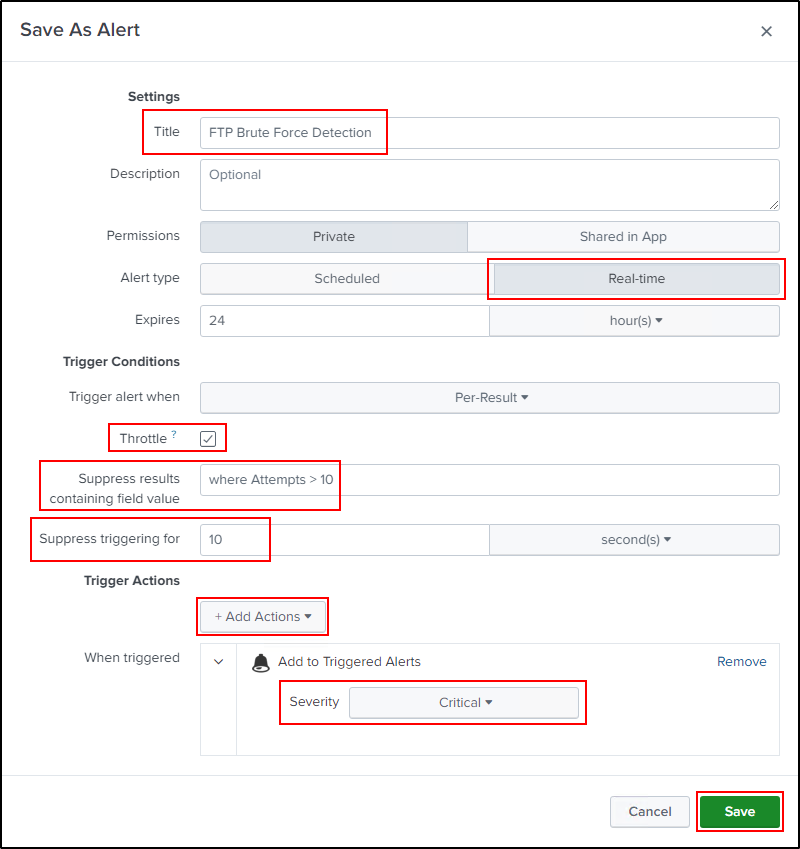 Save As Alert
Settings
Title FTP Brute Force Detection
Description Optional
Permissions Private Shared in App
Alert type Scheduled Real-time
Expires 24 hour(s)
Trigger Conditions
Trigger alert when Per-Result
Throttle ?
Suppress results
containing field value where Attempts > 10
Suppress triggering for 10 second(s)
Trigger Actions
+ Add Actions
When triggered Add to Triggered Alerts Remove
Severity Critical
Cancel Save